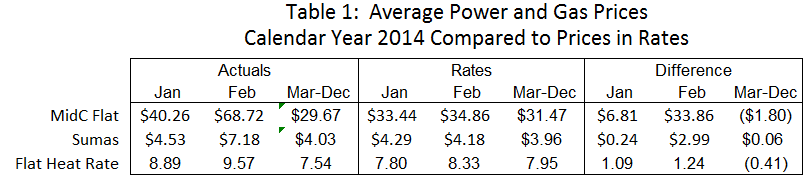 Table 1: Average Power and Gas Prices
Calendar Year 2014 Compared to Prices in Rates
Actuals Rates Difference
Jan Feb Mar-Dec Jan Feb Mar-Dec Jan Feb Mar-Dec
MidC Flat $40.26 $68.72 $29.67 $33.44 $34.86 $31.47 $6.81 $33.86 ($1.80)
Sumas $4.53 $7.18 $4.03 $4.29 $4.18 $3.96 $0.24 $2.99 $0.06
Flat Heat Rate 8.89 9.57 7.54 7.80 8.33 7.95 1.09 1.24 (0.41)